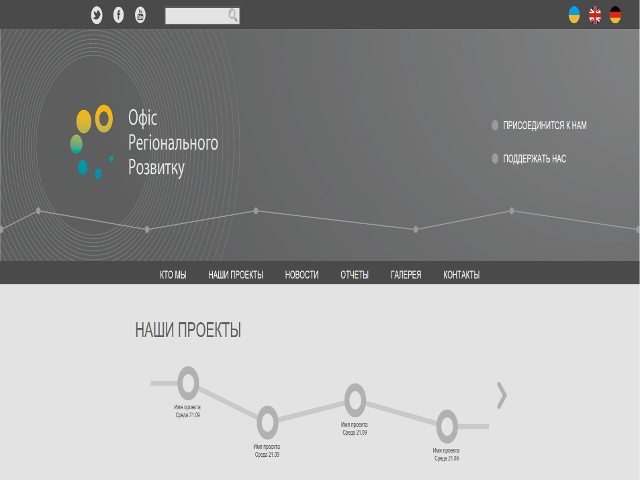 Офіс
Регіонального
Розвитку
ПРИСОЕДИНИТСЯ К НАМ
ПОДДЕРЖАТЬ НАС
КТО МЫ НАШИ ПРОЕКТЫ НОВОСТИ ОТЧЕТЫ ГАЛЕРЕЯ КОНТАКТЫ
НАШИ ПРОЕКТЫ
Имя проекта
Среда 21.09
Имя проекта
Среда 21.09
Имя проекта
Среда 21.09
Имя проекта
Среда 21.09